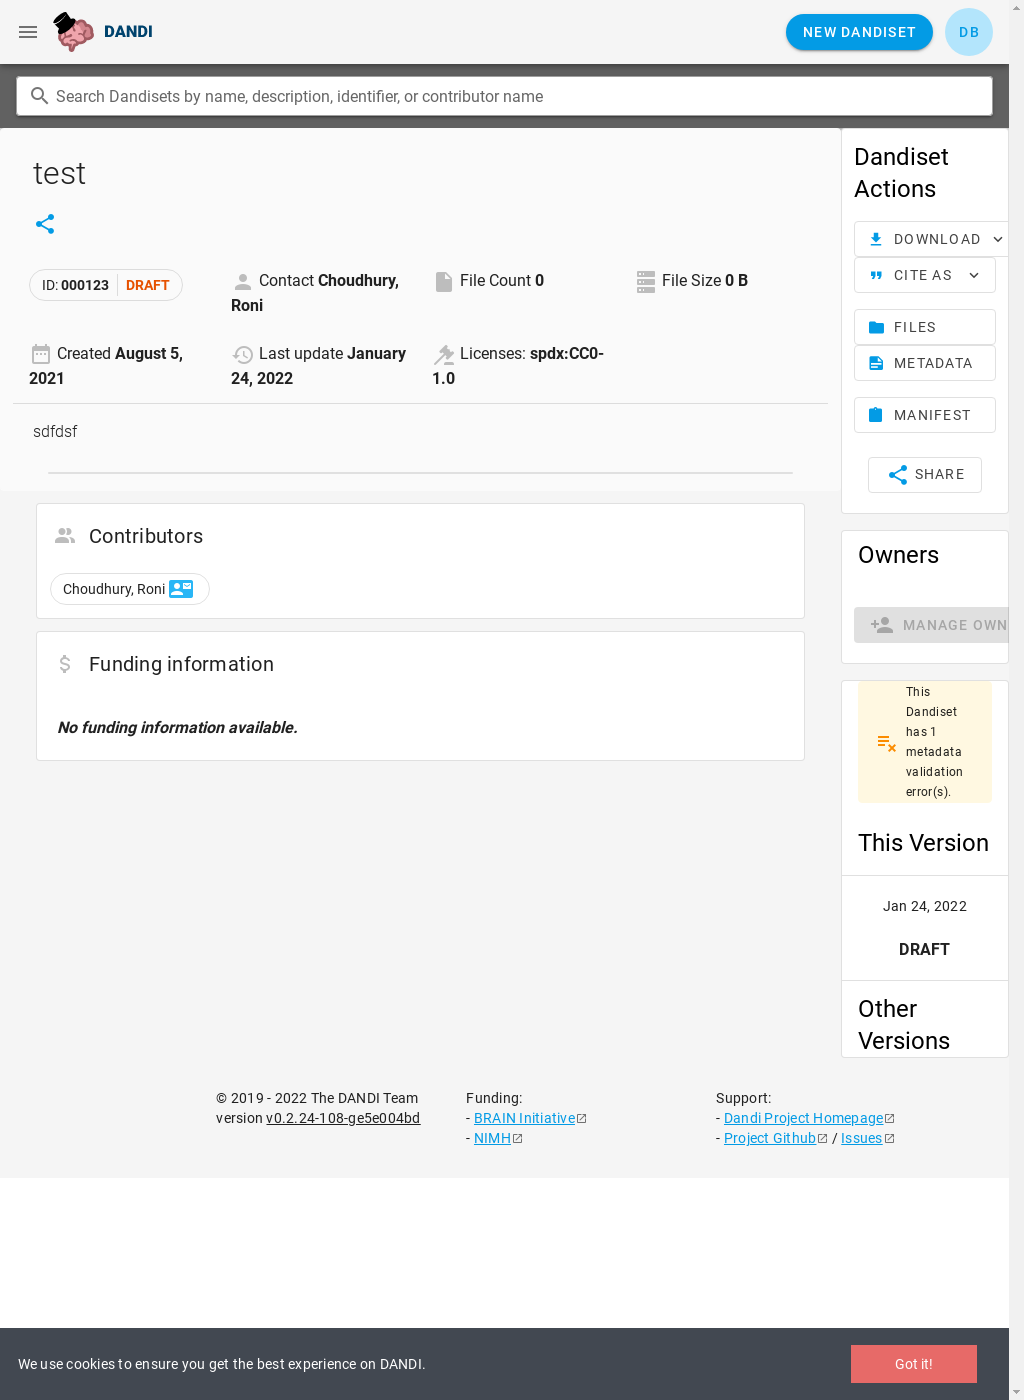 DANDI
NEW DANDISET
DB
Search Dandisets by name, description, identifier, or contributor name
test
ID: 000123
DRAFT
Contact Choudhury,
Roni
File Count 0
File Size 0 B
Created August 5,
2021
Last update January
24, 2022
Licenses: spdx:CC0-
1.0
sdfdsf
Contributors
Choudhury, Roni
Funding information
No funding information available.
Dandiset
Actions
DOWNLOAD
CITE AS
FILES
METADATA
MANIFEST
SHARE
Owners
MANAGE OWN
This
Dandiset
has 1
metadata
validation
error(s).
This Version
Jan 24, 2022
DRAFT
Other
Versions
© 2019 - 2022 The DANDI Team
version v0.2.24-108-ge5e004bd
Funding:
- BRAIN Initiative
- NIMH
Support:
- Dandi Project Homepage
- Project Github / Issues
We use cookies to ensure you get the best experience on DANDI.
Got it!